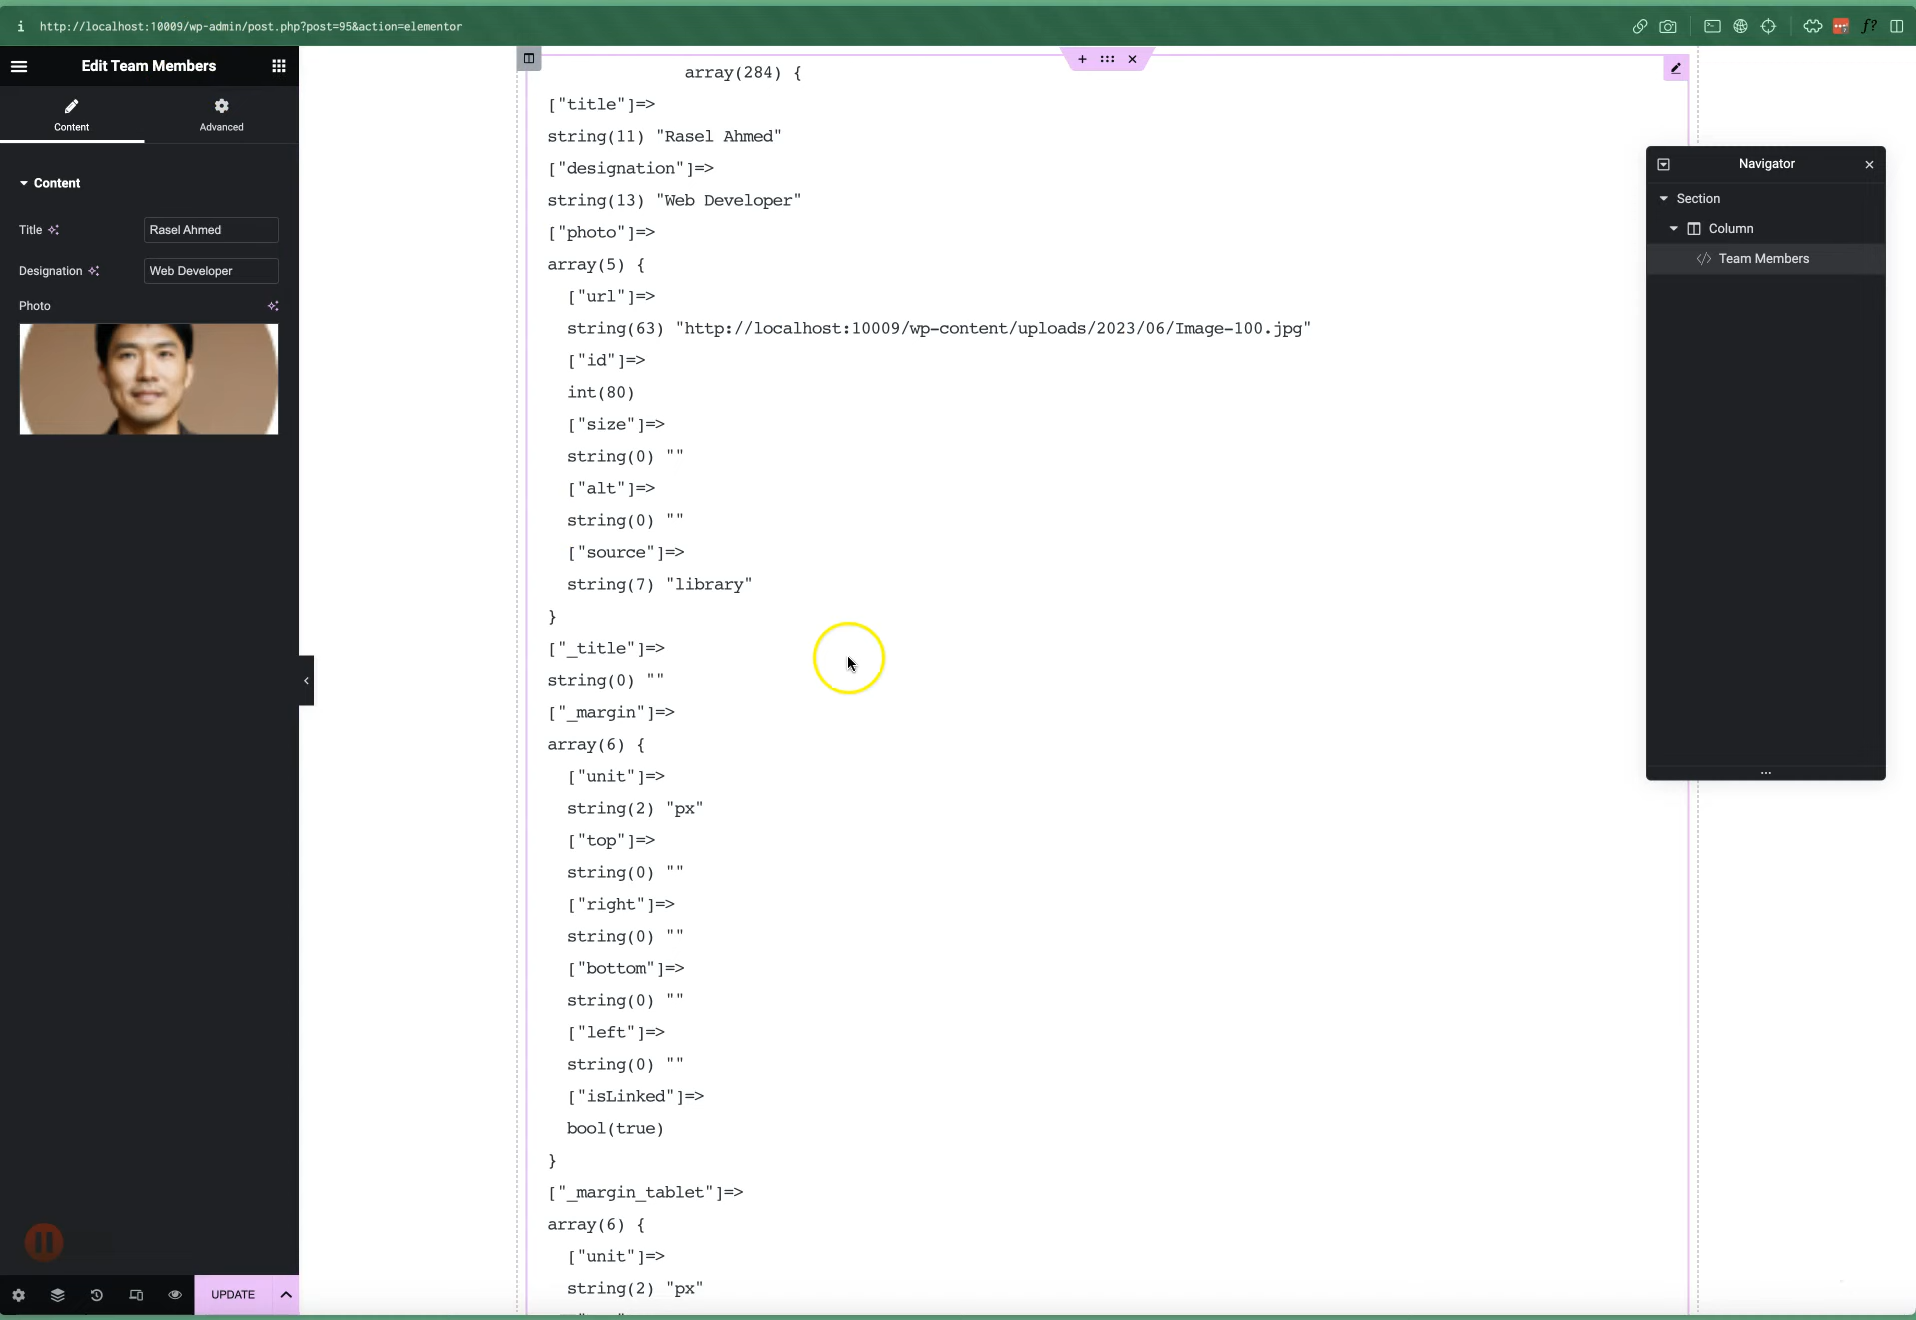 http://localhost:10009/wp-admin/post.php?post=95&action=elementor
Edit Team Members
Content
Advanced
Content
Title
Rasel Ahmed
Designation
Web Developer
Photo
UPDATE
array(284) {
["title"]=>
string(11) "Rasel Ahmed"
["designation"]=>
string(13) "Web Developer"
["photo"]=>
array(5) {
["url"]=>
string(63) "http://localhost:10009/wp-content/uploads/2023/06/Image-100.jpg"
["id"]=>
int(80)
["size"]=>
string(0) ""
["alt"]=>
string(0) ""
["source"]=>
string(7) "library"
}
["_title"]=>
string(0) ""
["_margin"]=>
array(6) {
["unit"]=>
string(2) "px"
["top"]=>
string(0) ""
["right"]=>
string(0) ""
["bottom"]=>
string(0) ""
["left"]=>
string(0) ""
["isLinked"]=>
bool(true)
}
["_margin_tablet"]=>
array(6) {
["unit"]=>
string(2) "px"
Navigator
Section
Column
Team Members